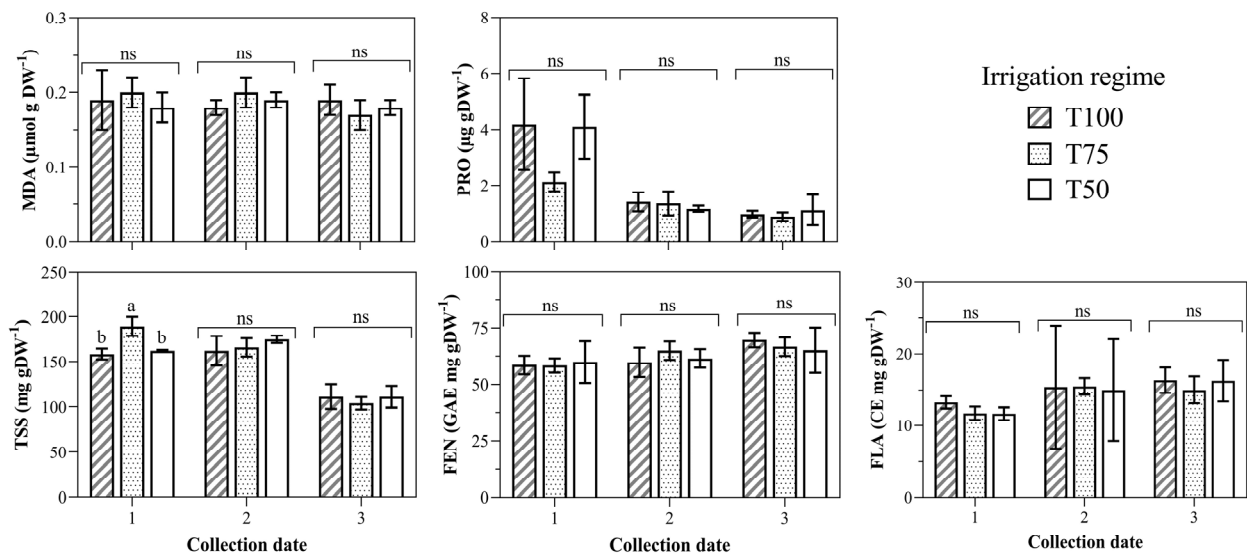 0.3
0.2
0.1
0.0
MDA (µmol g DW⁻¹)
ns
ns
ns
8
6
4
2
0
PRO (µg gDW⁻¹)
ns
ns
ns
1
2
3
Irrigation regime
T100
T75
T50
250
200
150
100
50
0
TSS (mg gDW⁻¹)
b
a
b
ns
ns
1
2
3
Collection date
100
75
50
25
0
FEN (GAE mg gDW⁻¹)
ns
ns
ns
1
2
3
Collection date
30
20
10
0
FLA (CE mg gDW⁻¹)
ns
ns
ns
1
2
3
Collection date